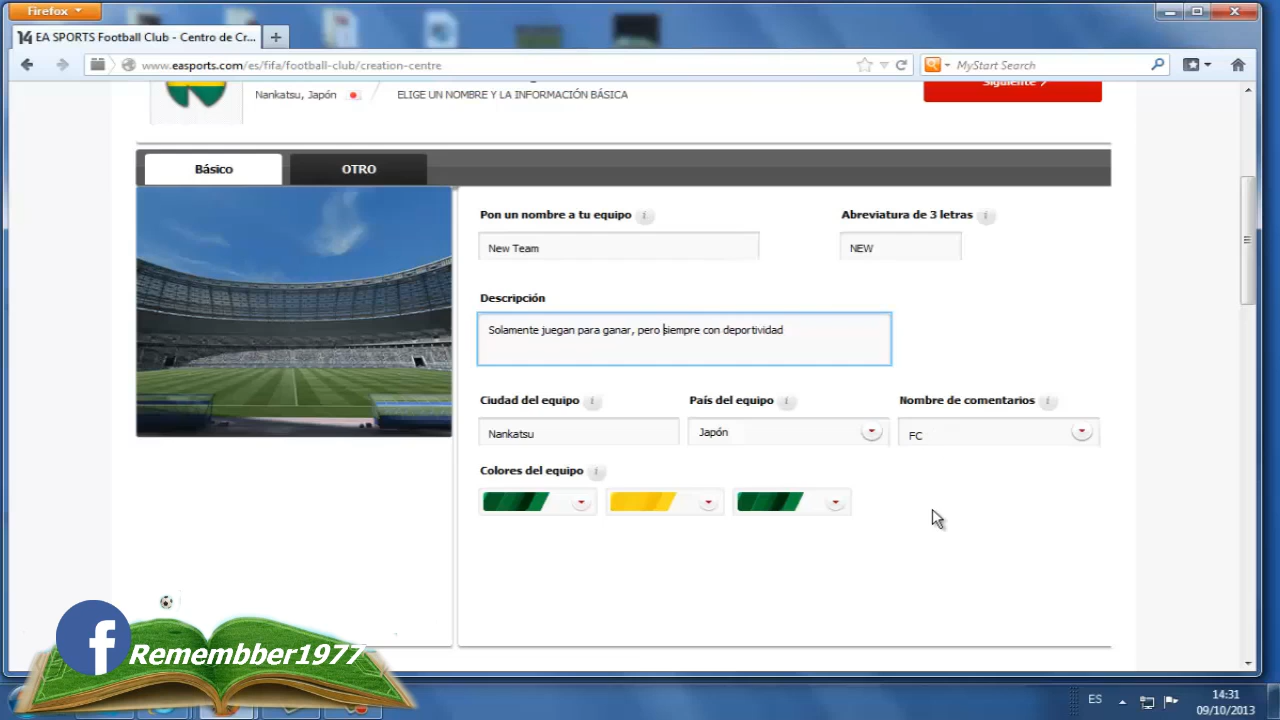 Firefox
14 EA SPORTS Football Club - Centro de Cr...
www.easports.com/es/fifa/football-club/creation-centre
MyStart Search
Nankatsu, Japón
ELIGE UN NOMBRE Y LA INFORMACIÓN BÁSICA
Siguiente
Básico
OTRO
Pon un nombre a tu equipo
Abreviatura de 3 letras
New Team
NEW
Descripción
Solamente juegan para ganar, pero siempre con deportividad
Ciudad del equipo
País del equipo
Nombre de comentarios
Nankatsu
Japón
FC
Colores del equipo
f Remembber1977
ES
14:31
09/10/2013